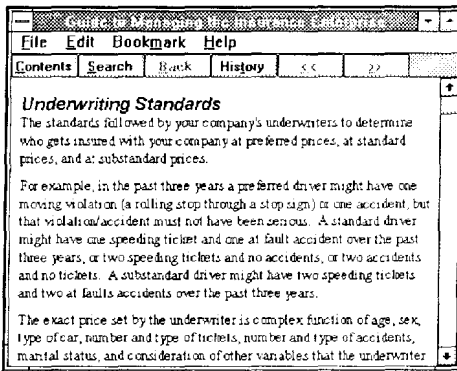 Guide to Managing the Insurance Enterprise
File Edit Bookmark Help
Contents Search Back History << >>
Underwriting Standards
The standards followed by your company's underwriters to determine
who gets insured with your company at preferred prices, at standard
prices, and at substandard prices.
For example, in the past three years a preferred driver might have one
moving violation (a rolling stop through a stop sign) or one accident, but
that violation/accident must not have been serious. A standard driver
might have one speeding ticket and one at fault accident over the past
three years, or two speeding tickets and no accidents, or two accidents
and no tickets. A substandard driver might have two speeding tickets
and two at faults accidents over the past three years.
The exact price set by the underwriter is complex function of age, sex,
type of car, number and type of tickets, number and type of accidents,
marital status, and consideration of other variables that the underwriter